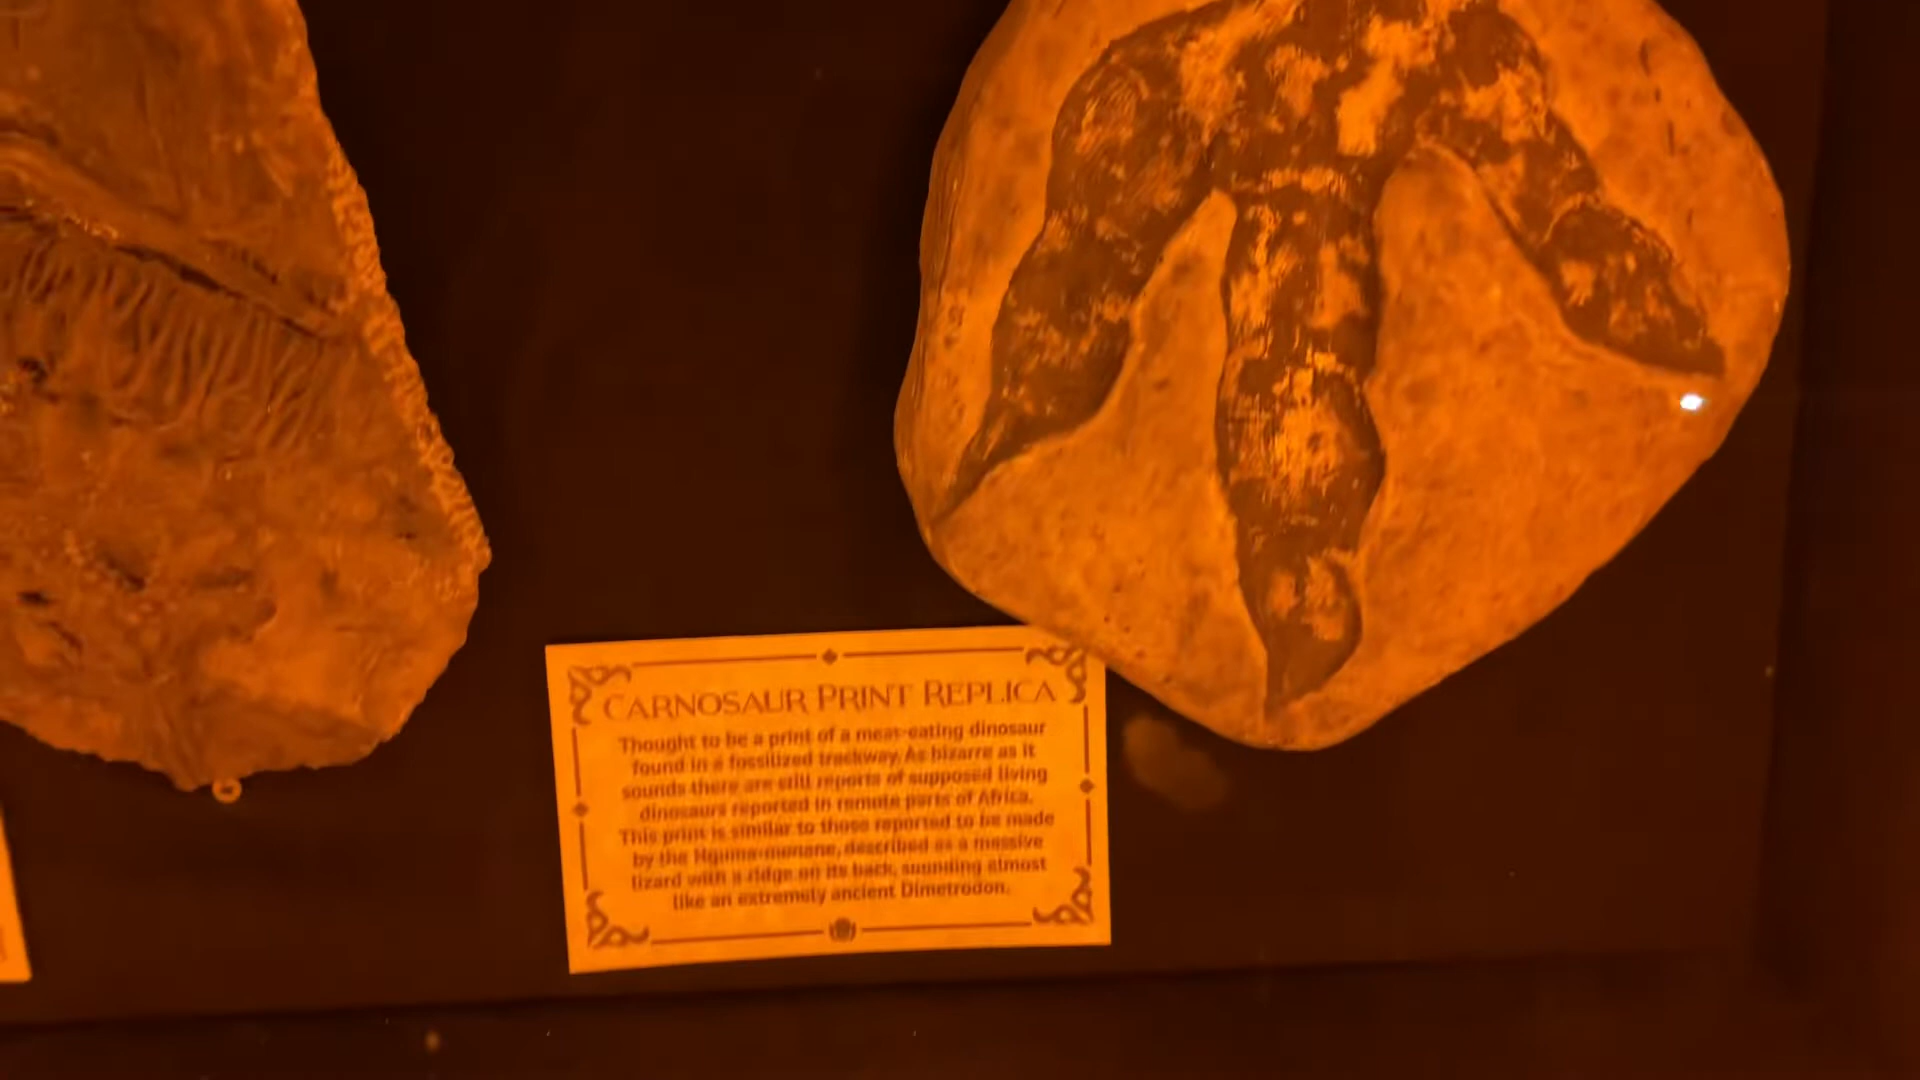 CARNOSAUR PRINT REPLICA
Thought to be a print of a meat-eating dinosaur
found in a fossilized trackway. As bizarre as it
sounds there are still reports of supposed living
dinosaurs reported in remote parts of Africa.
This print is similar to those reported to be made
by the described as a massive
lizard with a ridge on its back, sounding almost
like an extremely ancient Dimetrodon.